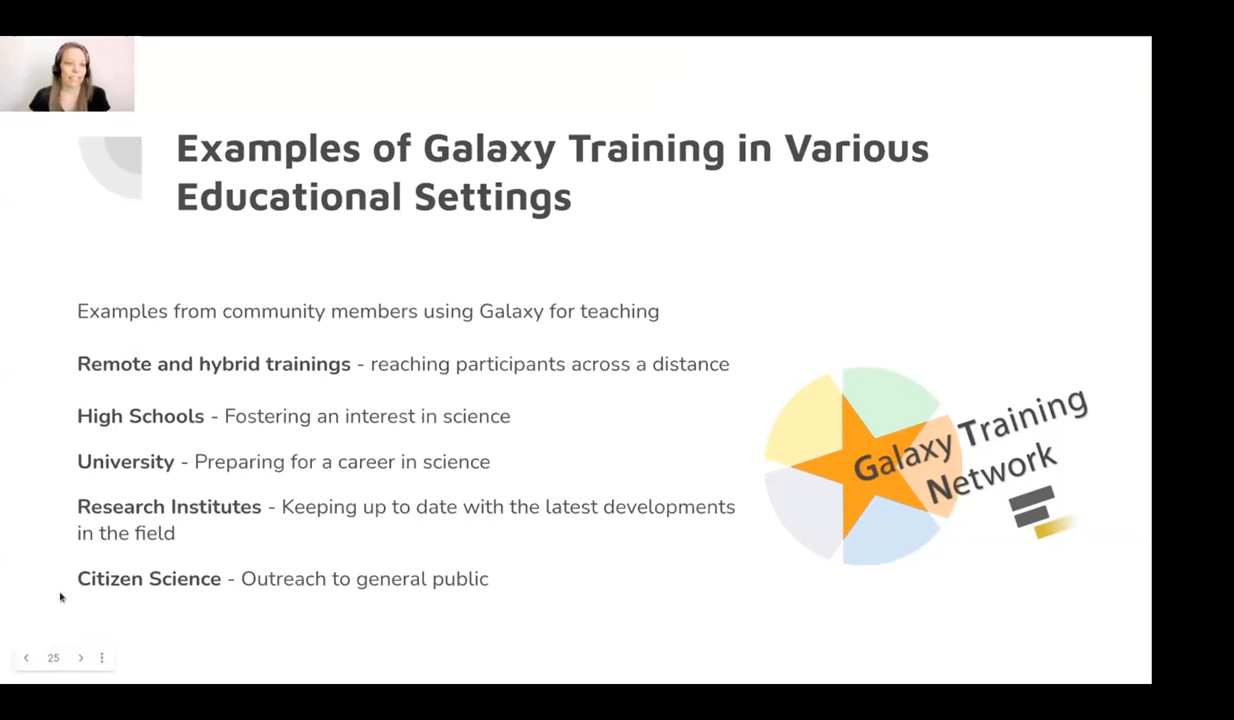 Examples of Galaxy Training in Various
Educational Settings
Examples from community members using Galaxy for teaching
Remote and hybrid trainings - reaching participants across a distance
High Schools - Fostering an interest in science
University - Preparing for a career in science
Research Institutes - Keeping up to date with the latest developments
in the field
Citizen Science - Outreach to general public
Galaxy Training
Network
25